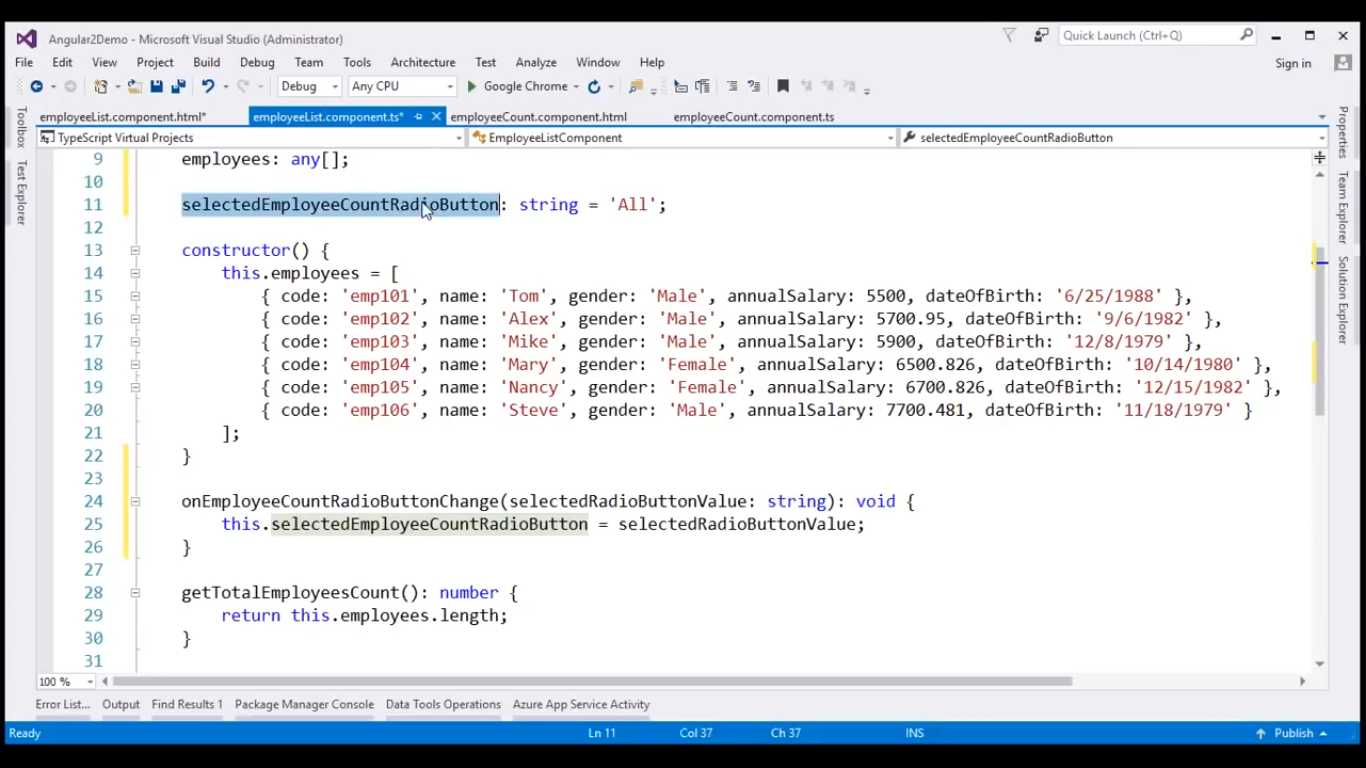 Angular2Demo - Microsoft Visual Studio (Administrator)
Quick Launch (Ctrl+Q)
File Edit View Project Build Debug Team Tools Architecture Test Analyze Window Help
Sign in
Debug Any CPU Google Chrome
employeeList.component.html* employeeList.component.ts* employeeCount.component.html employeeCount.component.ts
TypeScript Virtual Projects EmployeeListComponent selectedEmployeeCountRadioButton
Toolbox
Test Explorer
Properties
Team Explorer
Solution Explorer
9 employees: any[];
10
11 selectedEmployeeCountRadioButton: string = 'All';
12
13 constructor() {
14 this.employees = [
15 { code: 'emp101', name: 'Tom', gender: 'Male', annualSalary: 5500, dateOfBirth: '6/25/1988' },
16 { code: 'emp102', name: 'Alex', gender: 'Male', annualSalary: 5700.95, dateOfBirth: '9/6/1982' },
17 { code: 'emp103', name: 'Mike', gender: 'Male', annualSalary: 5900, dateOfBirth: '12/8/1979' },
18 { code: 'emp104', name: 'Mary', gender: 'Female', annualSalary: 6500.826, dateOfBirth: '10/14/1980' },
19 { code: 'emp105', name: 'Nancy', gender: 'Female', annualSalary: 6700.826, dateOfBirth: '12/15/1982' },
20 { code: 'emp106', name: 'Steve', gender: 'Male', annualSalary: 7700.481, dateOfBirth: '11/18/1979' }
21 ];
22 }
23
24 onEmployeeCountRadioButtonChange(selectedRadioButtonValue: string): void {
25 this.selectedEmployeeCountRadioButton = selectedRadioButtonValue;
26 }
27
28 getTotalEmployeesCount(): number {
29 return this.employees.length;
30 }
31
100 %
Error List... Output Find Results 1 Package Manager Console Data Tools Operations Azure App Service Activity
Ready Ln 11 Col 37 Ch 37 INS Publish